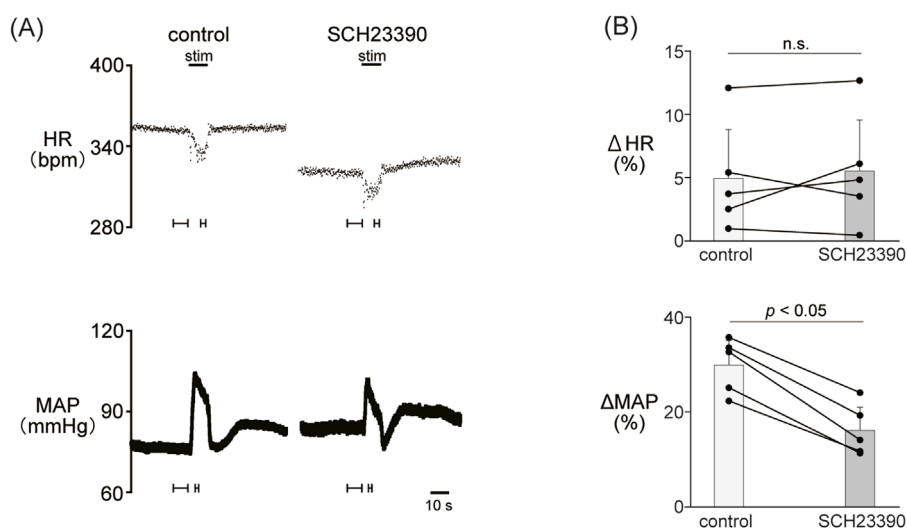 (A)
control
SCH23390
stim
stim
400
HR
(bpm)
340
280
120
MAP
(mmHg)
90
60
10 s
(B)
n.s.
15
10
Δ HR
(%)
5
0
control
SCH23390
p < 0.05
40
ΔMAP
(%)
20
0
control
SCH23390